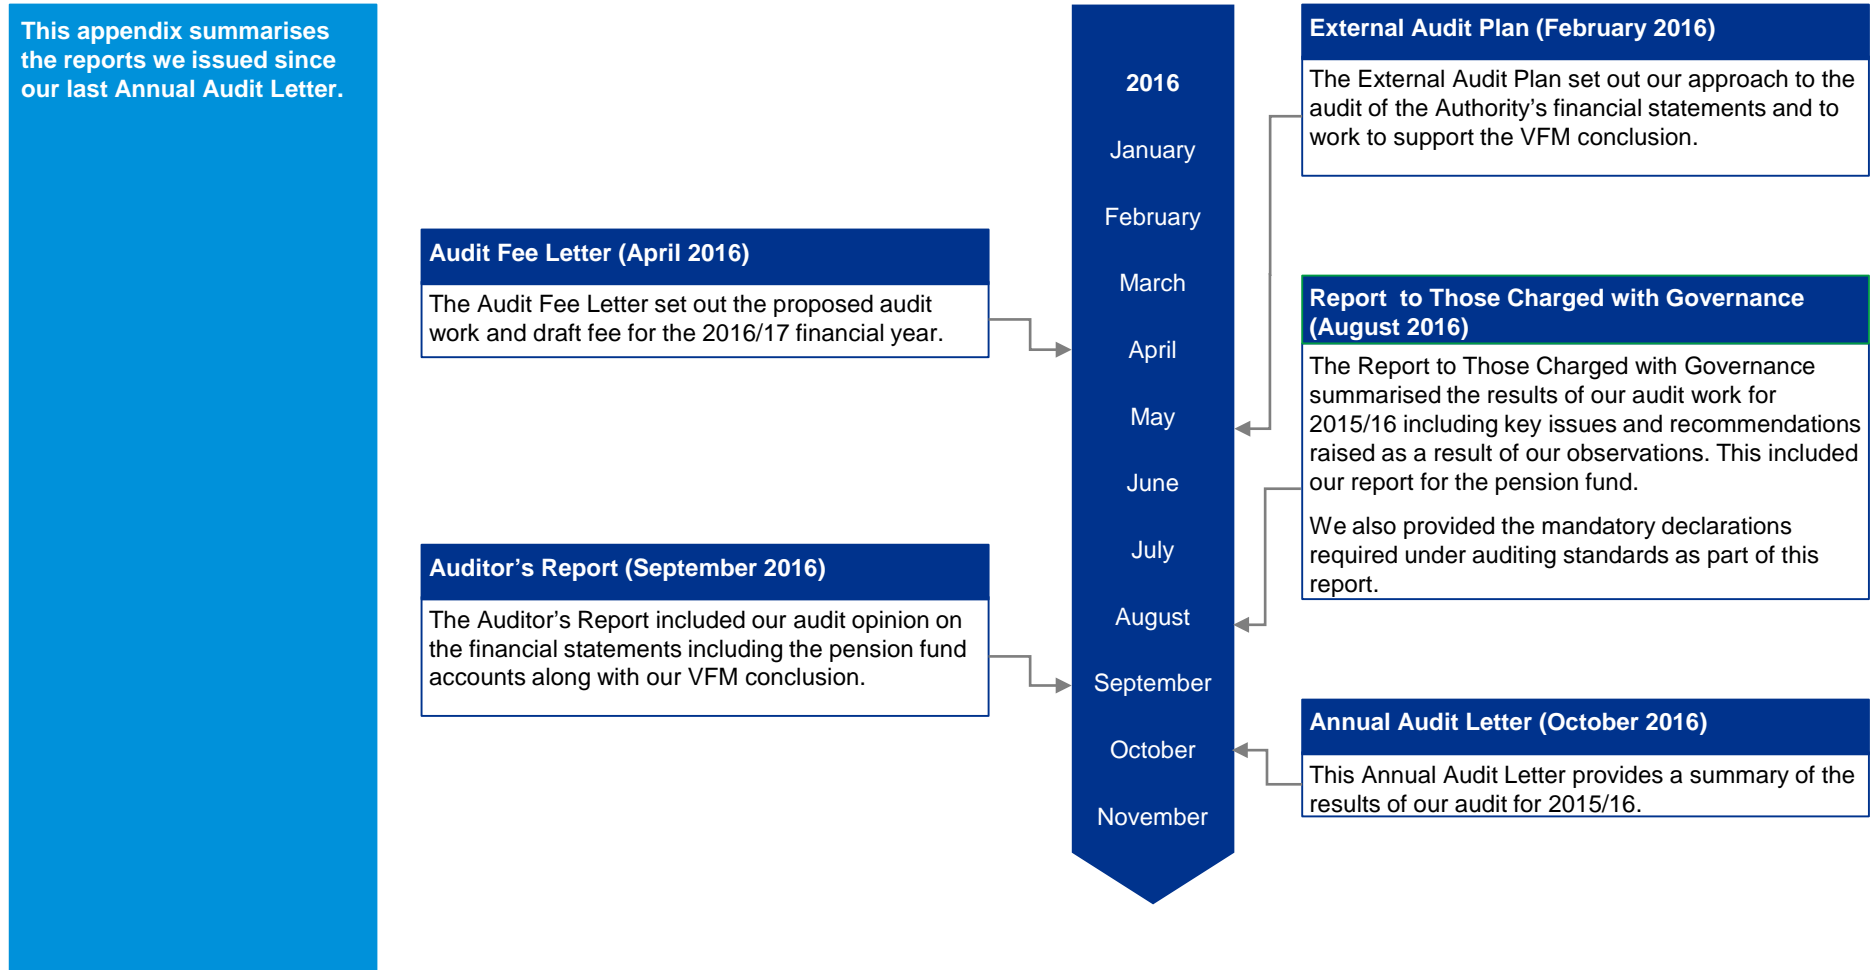 This appendix summarises
the reports we issued since
our last Annual Audit Letter.
Audit Fee Letter (April 2016)
The Audit Fee Letter set out the proposed audit
work and draft fee for the 2016/17 financial year.
Auditor’s Report (September 2016)
The Auditor’s Report included our audit opinion on
the financial statements including the pension fund
accounts along with our VFM conclusion.
2016
January
February
March
April
May
June
July
August
September
October
November
External Audit Plan (February 2016)
The External Audit Plan set out our approach to the
audit of the Authority’s financial statements and to
work to support the VFM conclusion.
Report  to Those Charged with Governance
(August 2016)
The Report to Those Charged with Governance
summarised the results of our audit work for
2015/16 including key issues and recommendations
raised as a result of our observations. This included
our report for the pension fund.
We also provided the mandatory declarations
required under auditing standards as part of this
report.
Annual Audit Letter (October 2016)
This Annual Audit Letter provides a summary of the
results of our audit for 2015/16.